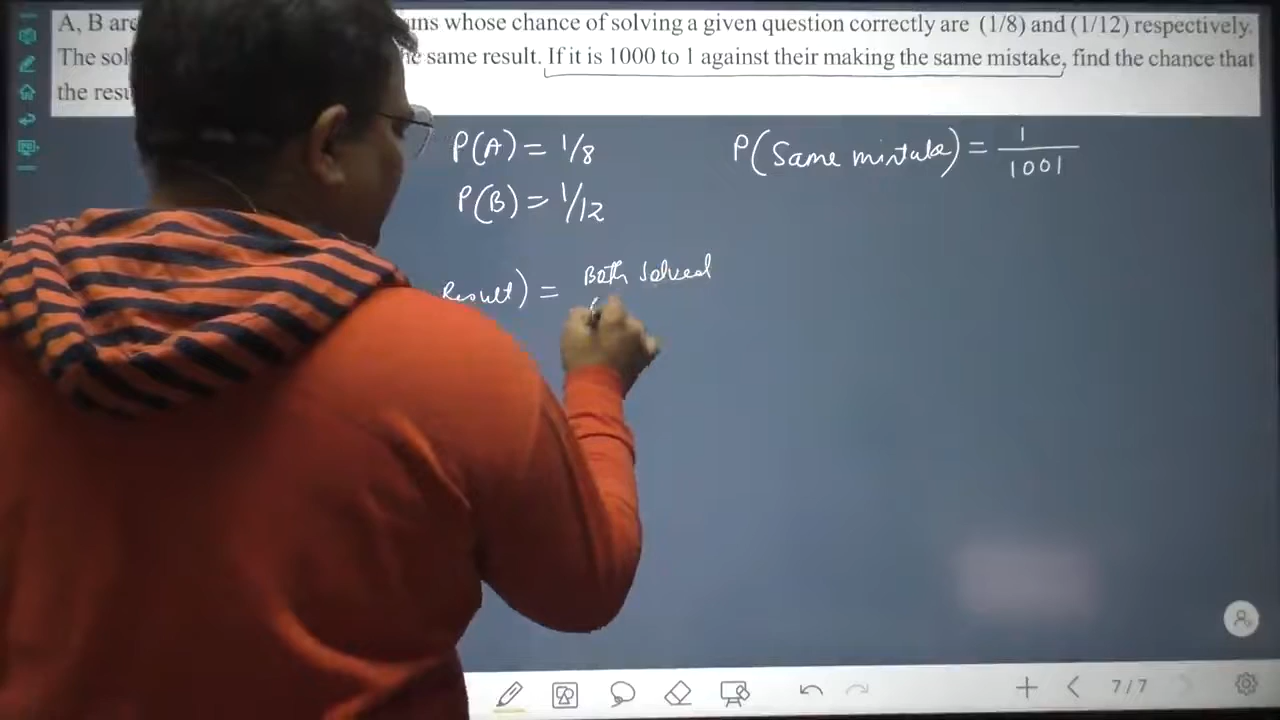 A, B are ns whose chance of solving a given question correctly are (1/8) and (1/12) respectively.
The sol same result. If it is 1000 to 1 against their making the same mistake, find the chance that
the resu
P(A) = 1/8
P(Same mistake) = 1/1001
P(B) = 1/12
Result) = Both solved
7/7